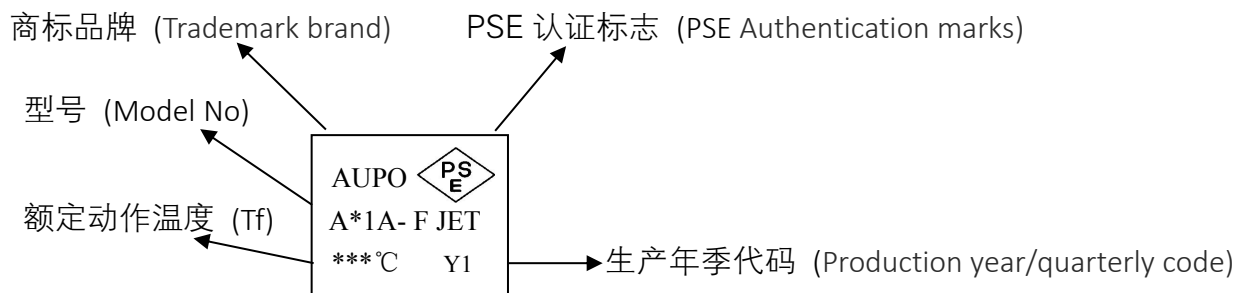 商标品牌 (Trademark brand)
PSE 认证标志 (PSE Authentication marks)
型号 (Model No)
AUPO PS E
A*1A- F JET
额定动作温度 (Tf)
***℃ Y1
生产年季代码 (Production year/quarterly code)